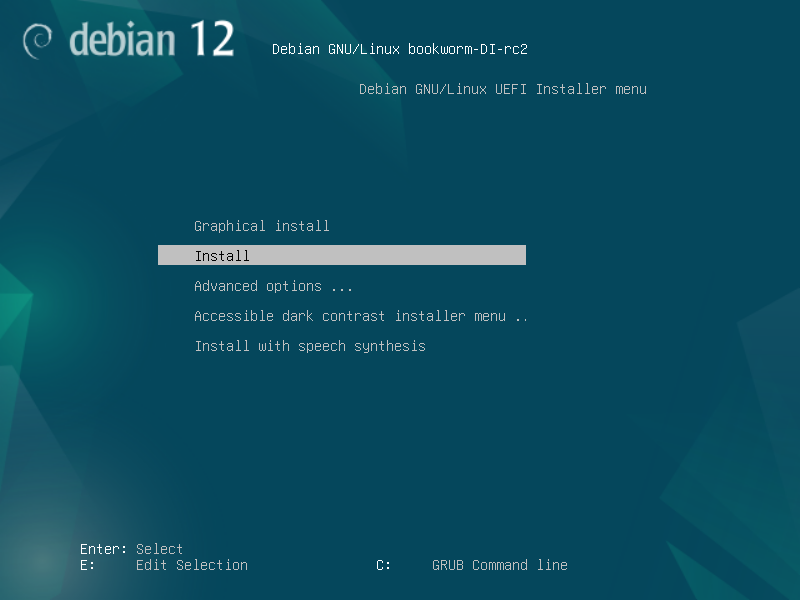 debian 12
Debian GNU/Linux bookworm-DI-rc2
Debian GNU/Linux UEFI Installer menu
Graphical install
Install
Advanced options ...
Accessible dark contrast installer menu ..
Install with speech synthesis
Enter: Select
E: Edit Selection C: GRUB Command line